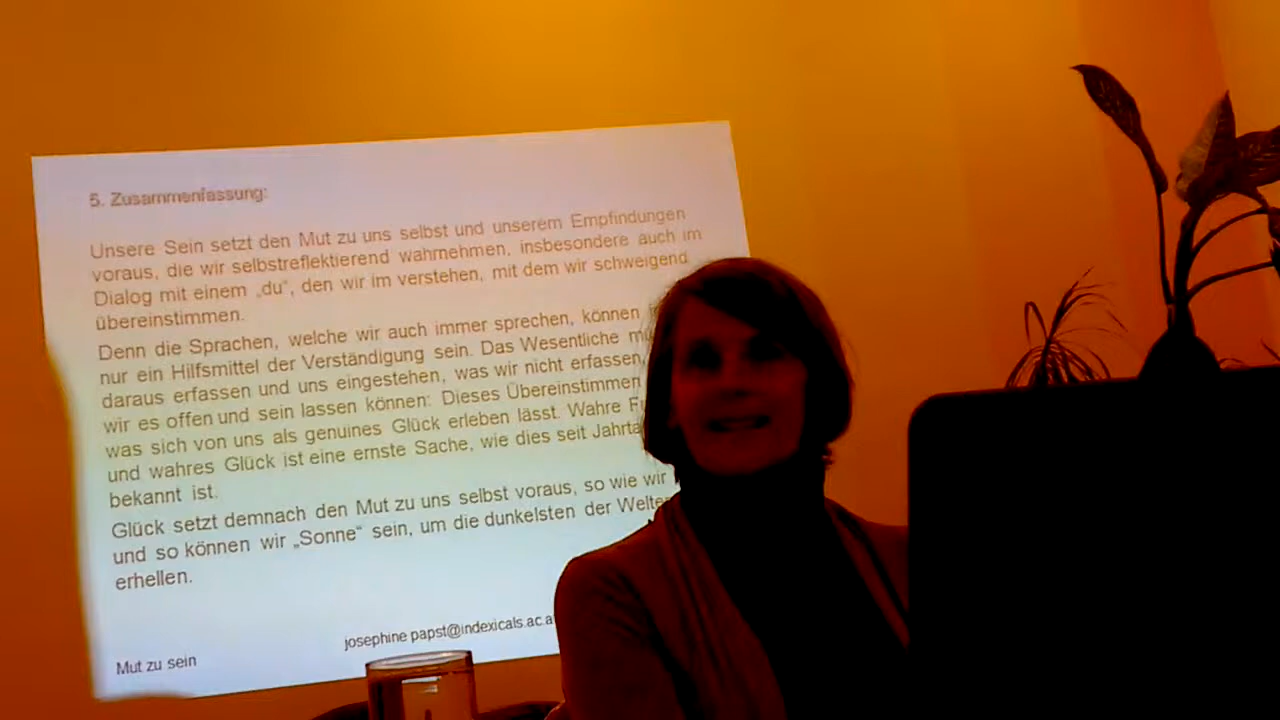 5. Zusammenfassung:
Unsere Sein setzt den Mut zu uns selbst und unserem Empfindungen
voraus, die wir selbstreflektierend wahrnehmen, insbesondere auch im
Dialog mit einem „du“, den wir im verstehen, mit dem wir schweigend
übereinstimmen.
Denn die Sprachen, welche wir auch immer sprechen, können
nur ein Hilfsmittel der Verständigung sein. Das Wesentliche
daraus erfassen und uns eingestehen, was wir nicht erfassen,
wir es offen und sein lassen können: Dieses Übereinstimmen
was sich von uns als genuines Glück erleben lässt. Wahre
und wahres Glück ist eine ernste Sache, wie dies seit
bekannt ist.
Glück setzt demnach den Mut zu uns selbst voraus, so wie wir
und so können wir „Sonne“ sein, um die dunkelsten der
erhellen.
josephine papst@indexicals.ac.a
Mut zu sein